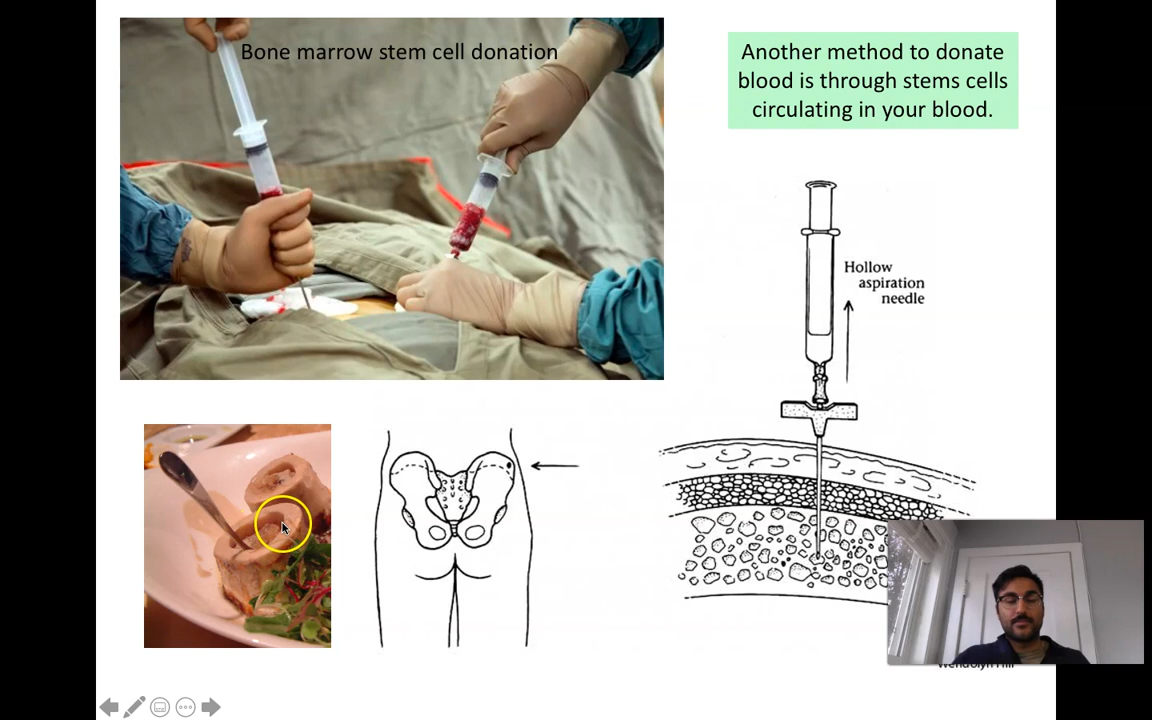 Bone marrow stem cell donation
Another method to donate
blood is through stems cells
circulating in your blood.
Hollow
aspiration
needle
Wendolyn Hill